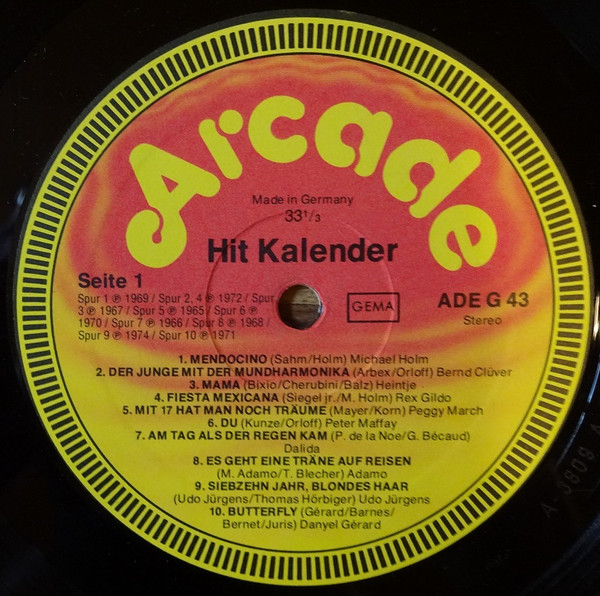 Arcade
Made in Germany
33 1/3
Hit Kalender
Seite 1
Spur 1 ℗ 1969 / Spur 2, 4 ℗ 1972 / Spur
3 ℗ 1967 / Spur 5 ℗ 1965 / Spur 6 ℗
1970 / Spur 7 ℗ 1966 / Spur 8 ℗ 1968 /
Spur 9 ℗ 1974 / Spur 10 ℗ 1971
GEMA
ADE G 43
Stereo
1. MENDOCINO (Sahm/Holm) Michael Holm
2. DER JUNGE MIT DER MUNDHARMONIKA (Arbex/Orloff) Bernd Clüver
3. MAMA (Bixio/Cherubini/Balz) Heintje
4. FIESTA MEXICANA (Siegel jr./M. Holm) Rex Gildo
5. MIT 17 HAT MAN NOCH TRÄUME (Mayer/Korn) Peggy March
6. DU (Kunze/Orloff) Peter Maffay
7. AM TAG ALS DER REGEN KAM (P. de la Noe/G. Bécaud)
Dalida
8. ES GEHT EINE TRÄNE AUF REISEN
(M. Adamo/T. Blecher) Adamo
9. SIEBZEHN JAHR, BLONDES HAAR
(Udo Jürgens/Thomas Hörbiger) Udo Jürgens
10. BUTTERFLY (Gérard/Barnes/
Bernet/Juris) Danyel Gérard